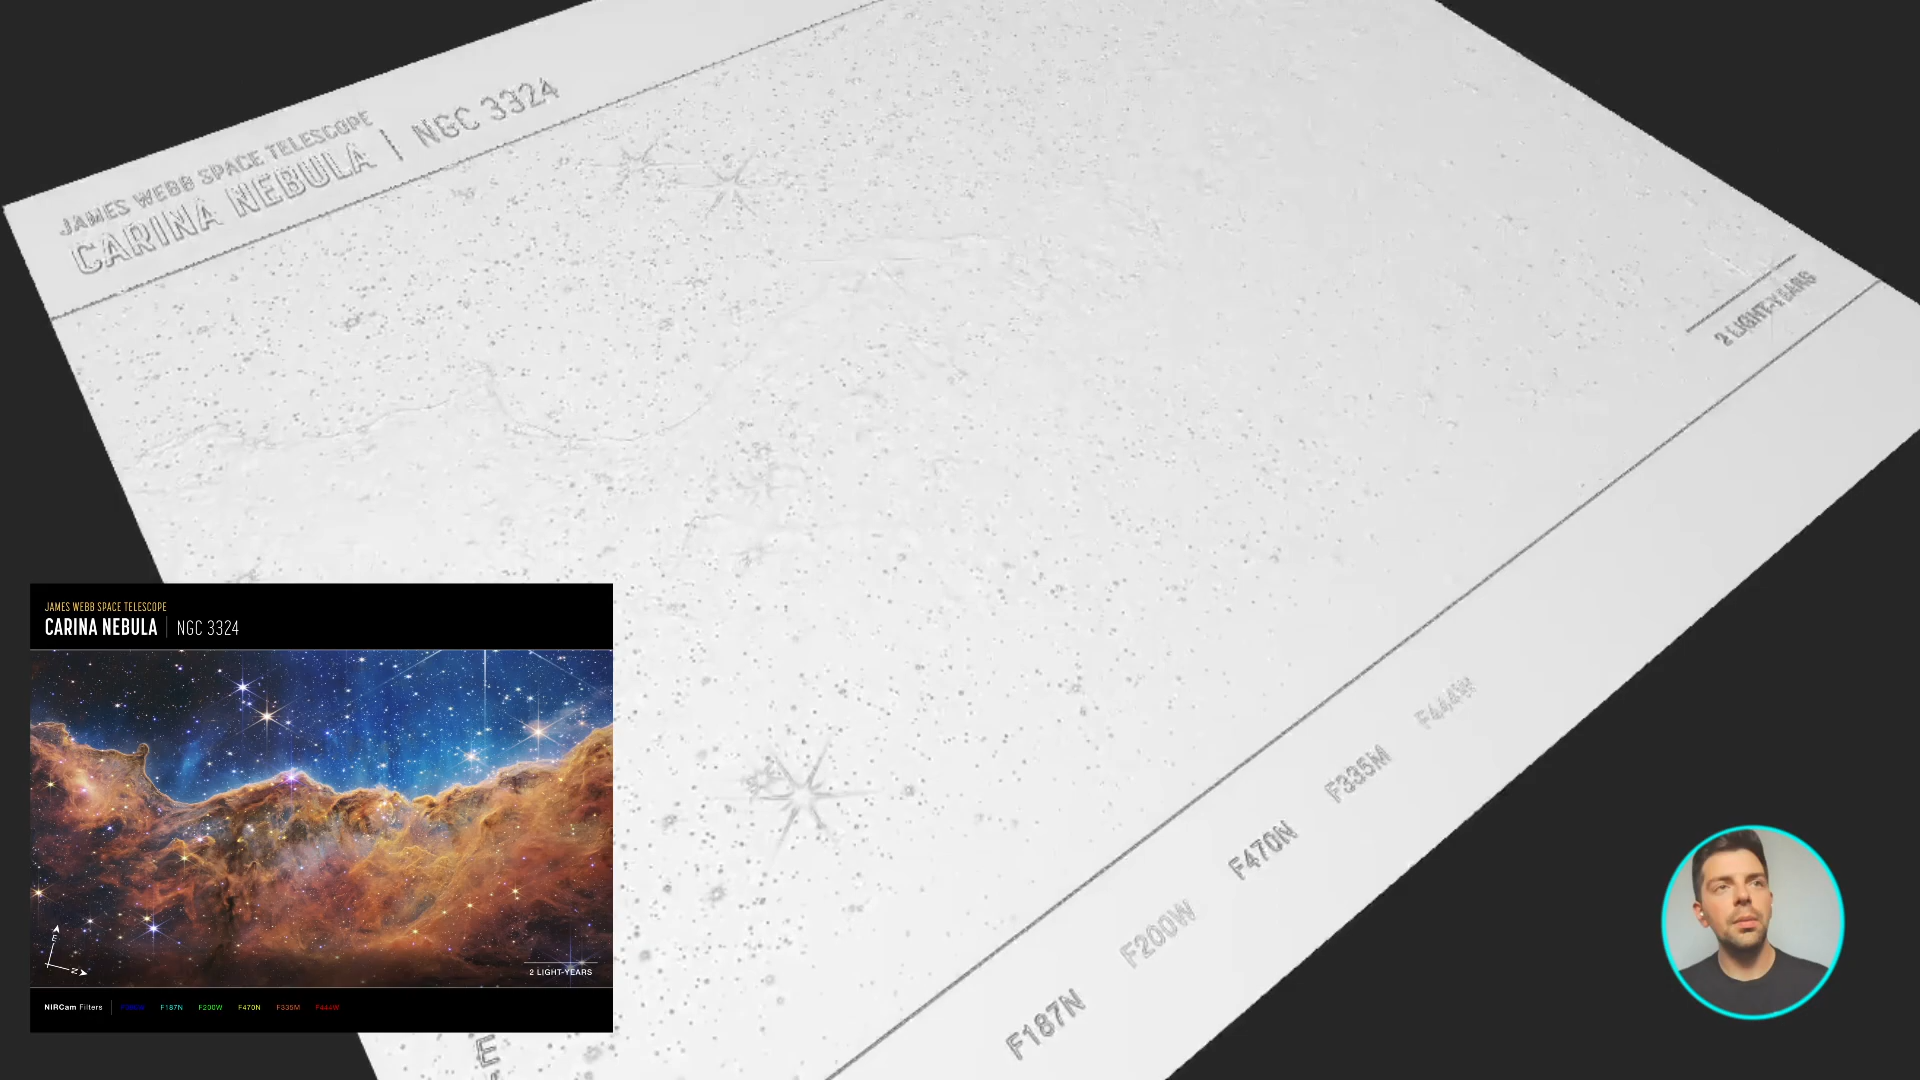 JAMES WEBB SPACE TELESCOPE
CARINA NEBULA | NGC 3324
2 LIGHT-YEARS
F444W
F335M
F470N
F200W
F187N
E
JAMES WEBB SPACE TELESCOPE
CARINA NEBULA | NGC 3324
E
N
2 LIGHT-YEARS
NIRCam Filters | F187N F200W F470N F335M F444W